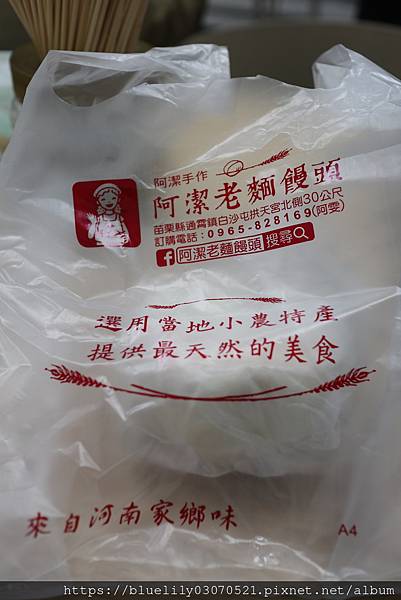 阿潔手作
阿潔老麵饅頭
苗栗縣通霄鎮白沙屯拱天宮北側30公尺
訂購電話：0965-828169(阿雯)
f 阿潔老麵饅頭 搜尋
選用當地小農特產
提供最天然的美食
來自河南家鄉味
A4
https://bluelily03070521.pixnet.net/album